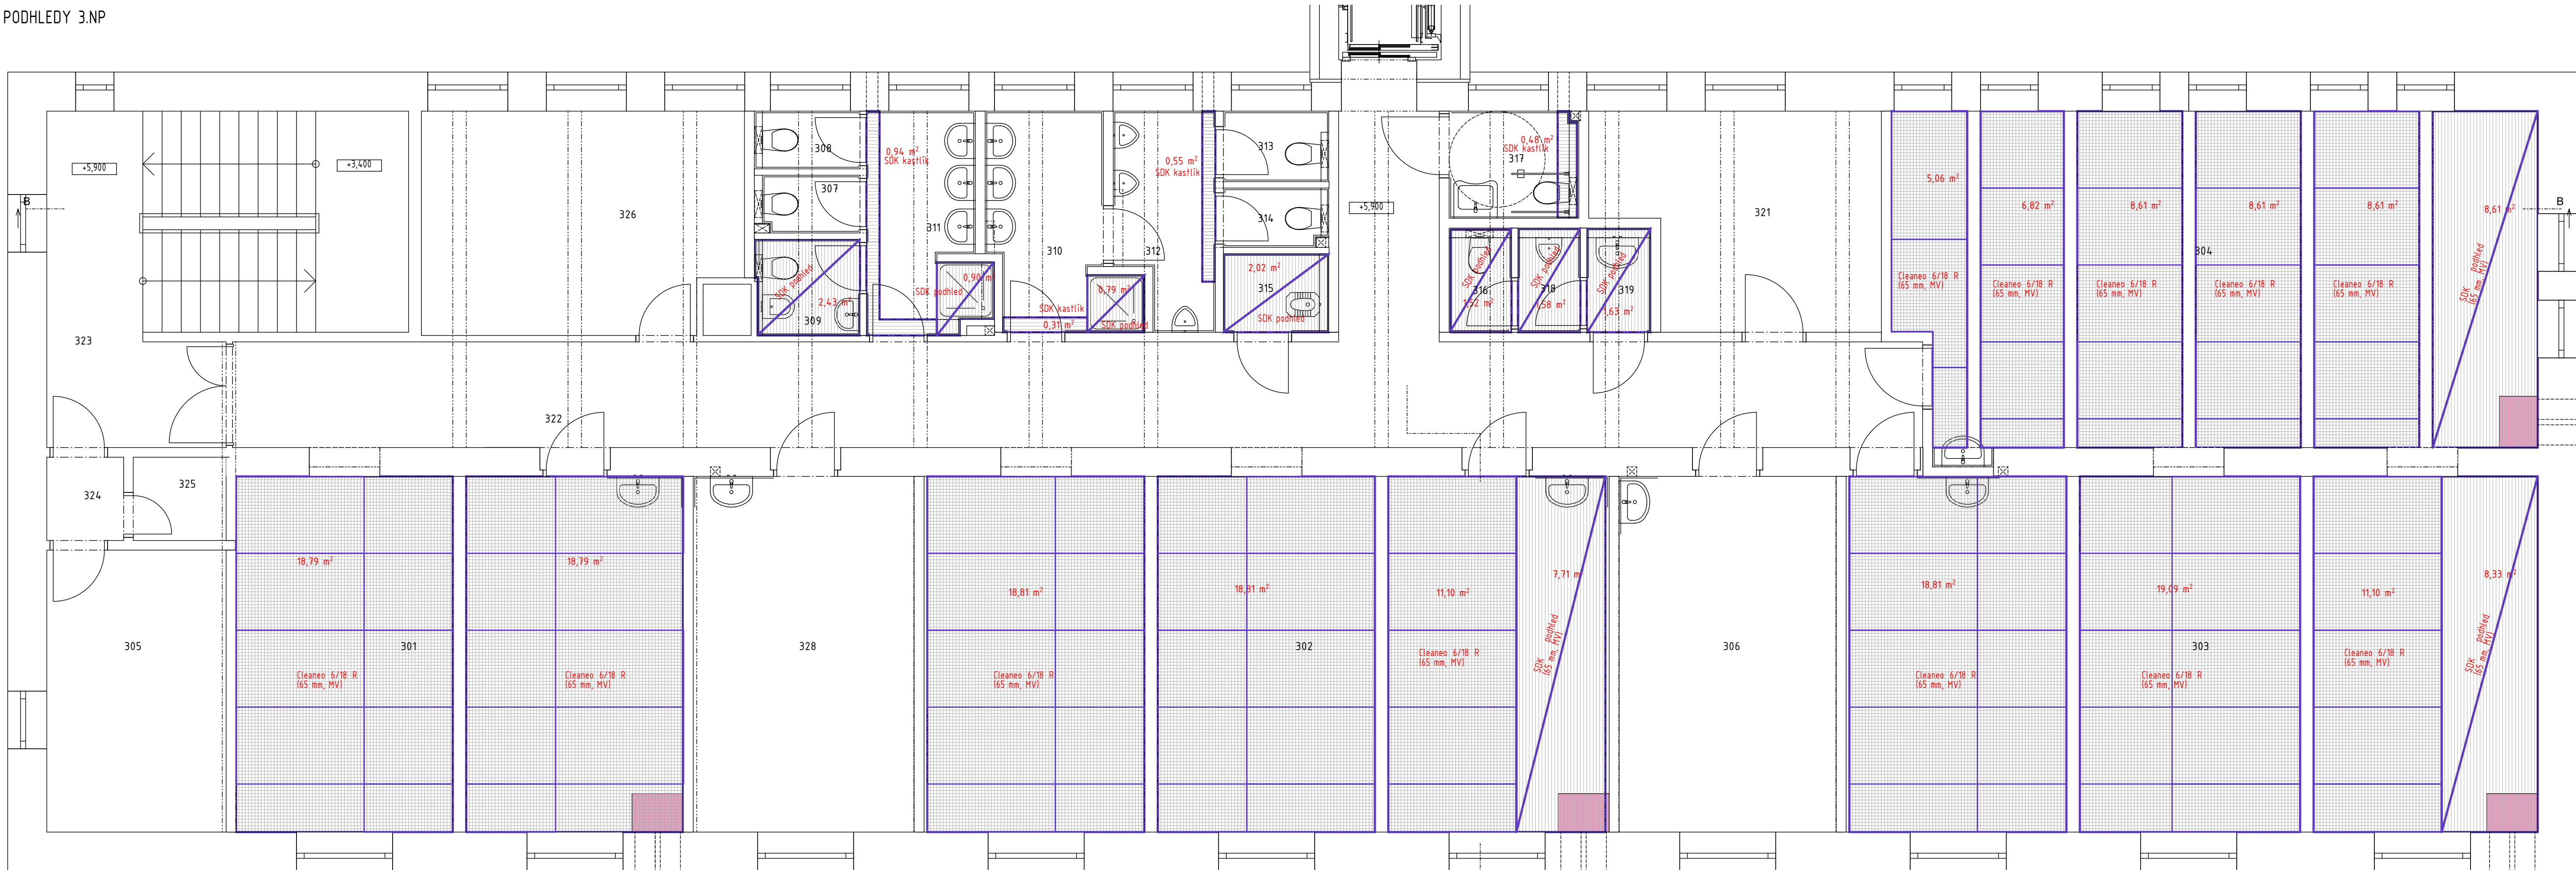 PODHLEDY 3.NP
+5,900
+3,400
B
323
326
308
307
SDK podhled
2,43 m²
309
0,94 m²
SDK kastlík
311
0,90 m
SDK podhled
310
SDK kastlík
0,31 m²
0,79 m²
SDK podhled
312
0,55 m²
SDK kastlík
313
314
2,02 m²
315
SDK podhled
+5,900
0,48 m²
SDK kastlík
317
SDK podhled
316
1,52 m²
SDK podhled
318
,58 m²
SDK podhled
319
1,63 m²
321
5,06 m²
Cleaneo 6/18 R
(65 mm, MV)
6,82 m²
Cleaneo 6/18 R
(65 mm, MV)
8,61 m²
Cleaneo 6/18 R
(65 mm, MV)
8,61 m²
304
Cleaneo 6/18 R
(65 mm, MV)
8,61 m²
Cleaneo 6/18 R
(65 mm, MV)
8,61 m²
SDK podhled
(65 mm, MV)
B
322
324
325
305
18,79 m²
301
Cleaneo 6/18 R
(65 mm, MV)
18,79 m²
Cleaneo 6/18 R
(65 mm, MV)
328
18,81 m²
Cleaneo 6/18 R
(65 mm, MV)
18,81 m²
302
11,10 m²
Cleaneo 6/18 R
(65 mm, MV)
7,71 m
SDK podhled
(65 mm, MV)
306
18,81 m²
Cleaneo 6/18 R
(65 mm, MV)
19,09 m²
303
Cleaneo 6/18 R
(65 mm, MV)
11,10 m²
Cleaneo 6/18 R
(65 mm, MV)
8,33 m²
SDK podhled
(65 mm, MV)